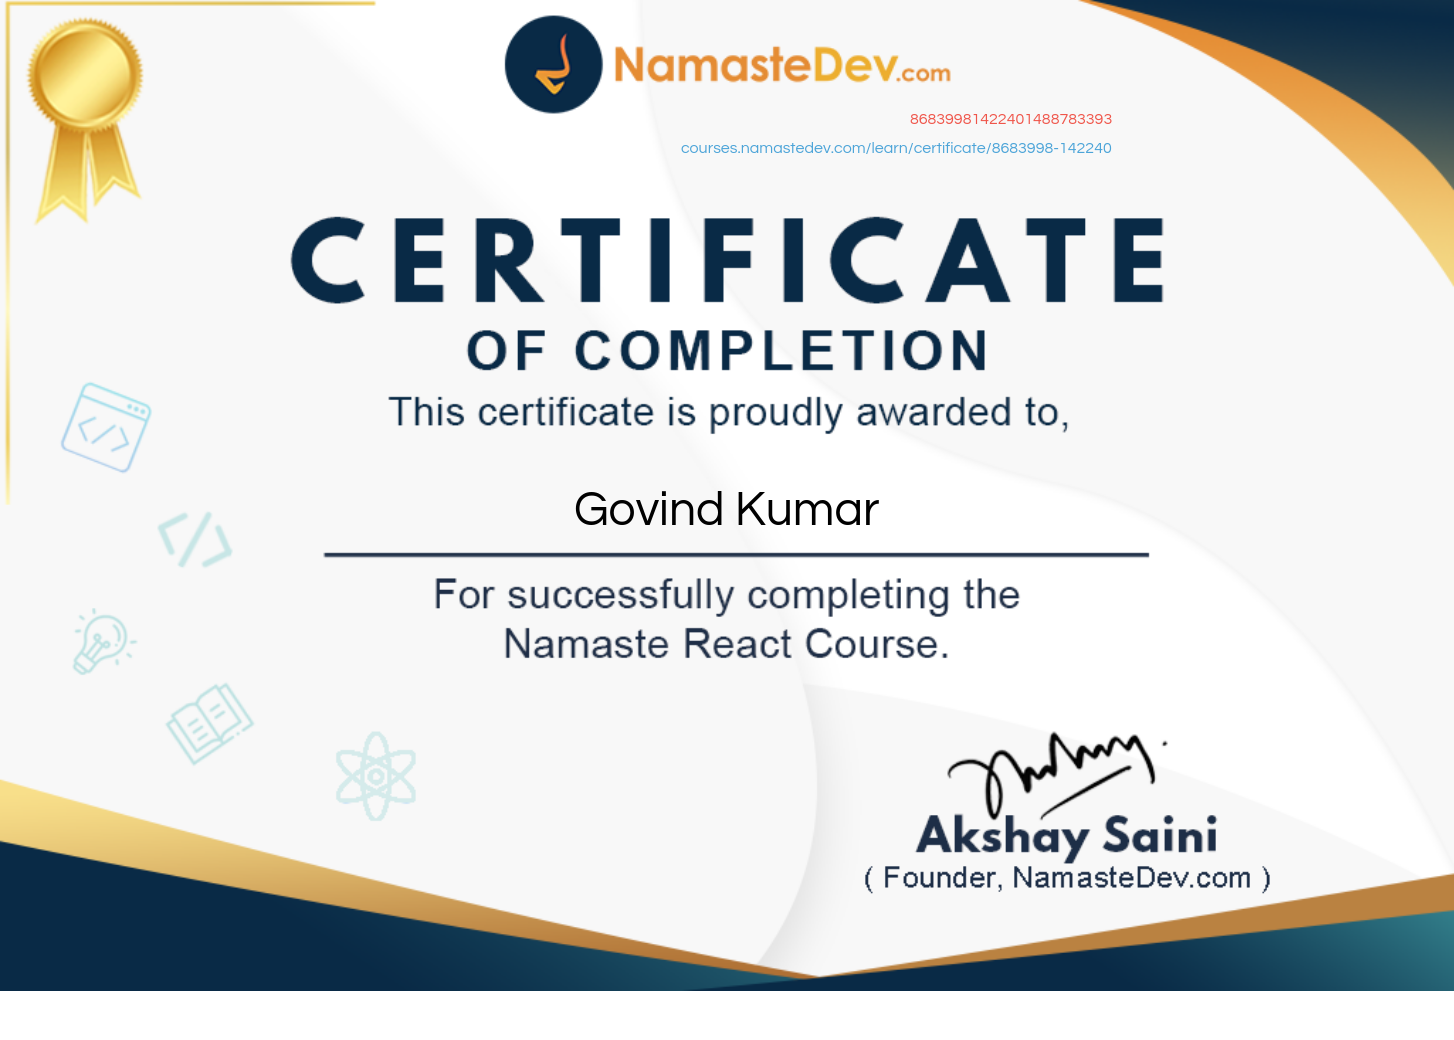 NamasteDev.com
86839981422401488783393
courses.namastedev.com/learn/certificate/8683998-142240
CERTIFICATE
OF COMPLETION
This certificate is proudly awarded to,
Govind Kumar
For successfully completing the
Namaste React Course.
Akshay Saini
( Founder, NamasteDev.com )